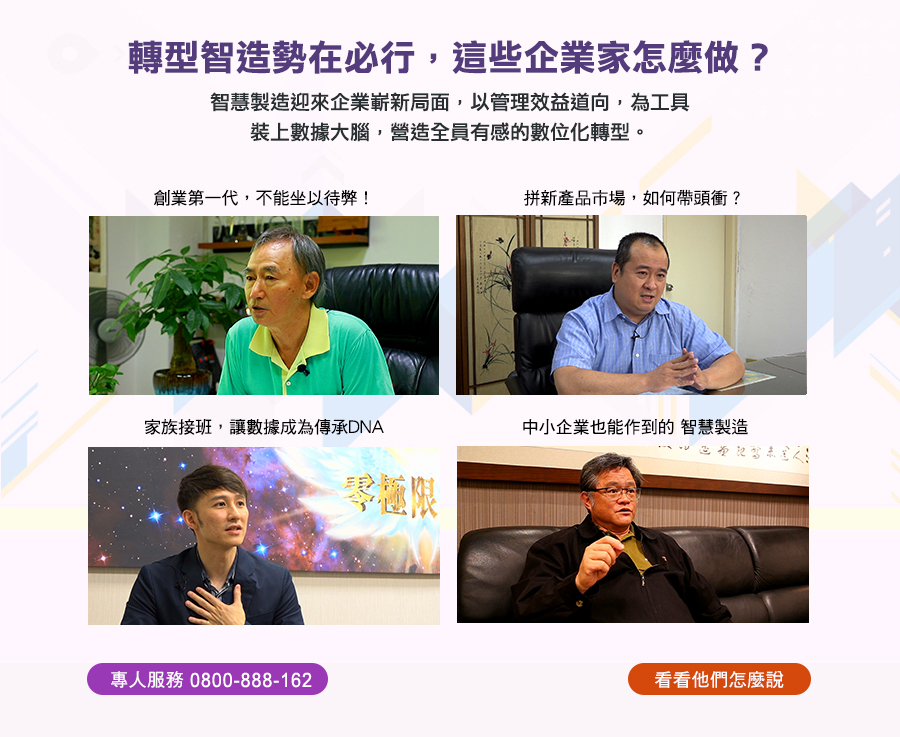 轉型智造勢在必行，這些企業家怎麼做？
智慧製造迎來企業嶄新局面，以管理效益道向，為工具
裝上數據大腦，營造全員有感的數位化轉型。
創業第一代，不能坐以待弊！
拼新產品市場，如何帶頭衝？
家族接班，讓數據成為傳承DNA
中小企業也能作到的 智慧製造
零極限
專人服務 0800-888-162
看看他們怎麼說